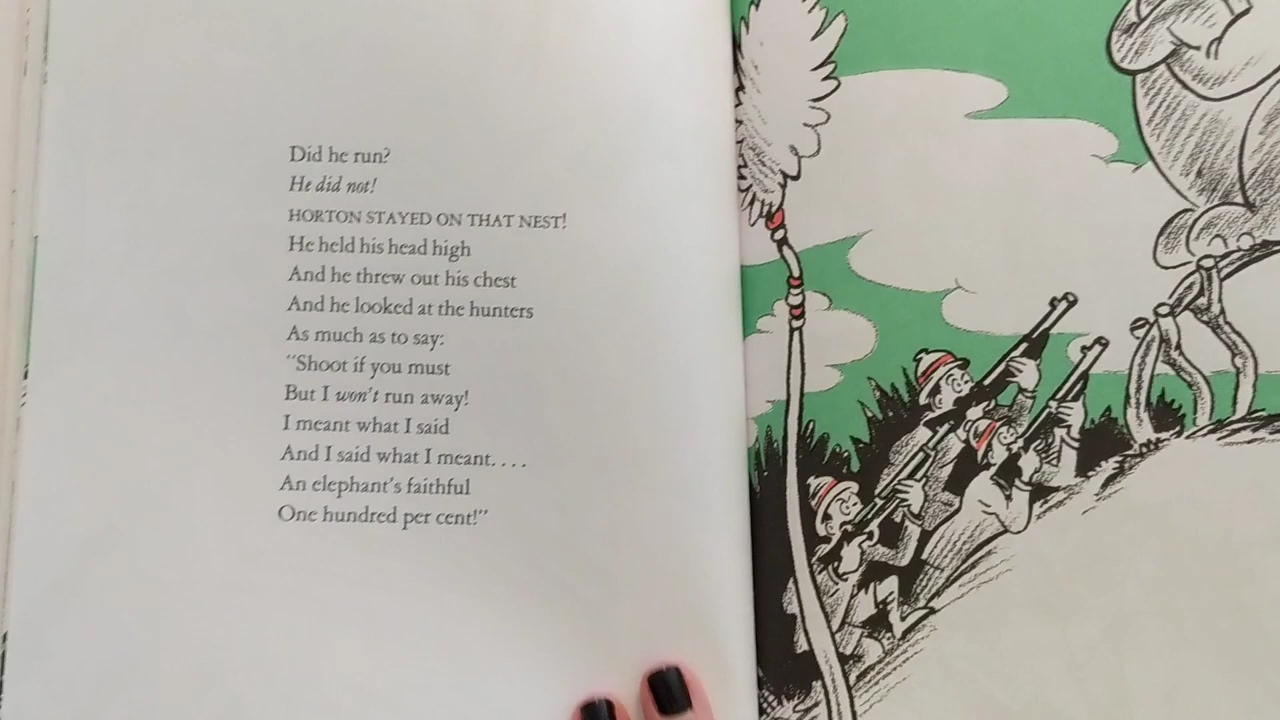 Did he run?
He did not!
HORTON STAYED ON THAT NEST!
He held his head high
And he threw out his chest
And he looked at the hunters
As much as to say:
“Shoot if you must
But I won’t run away!
I meant what I said
And I said what I meant. . . .
An elephant’s faithful
One hundred per cent!”